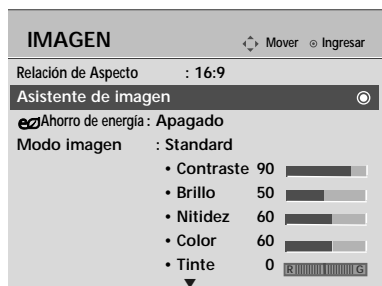 IMAGEN Mover Ingresar
Relación de Aspecto : 16:9
Asistente de imagen
eco Ahorro de energía : Apagado
Modo imagen : Standard
• Contraste 90
• Brillo 50
• Nitidez 60
• Color 60
• Tinte 0 R G